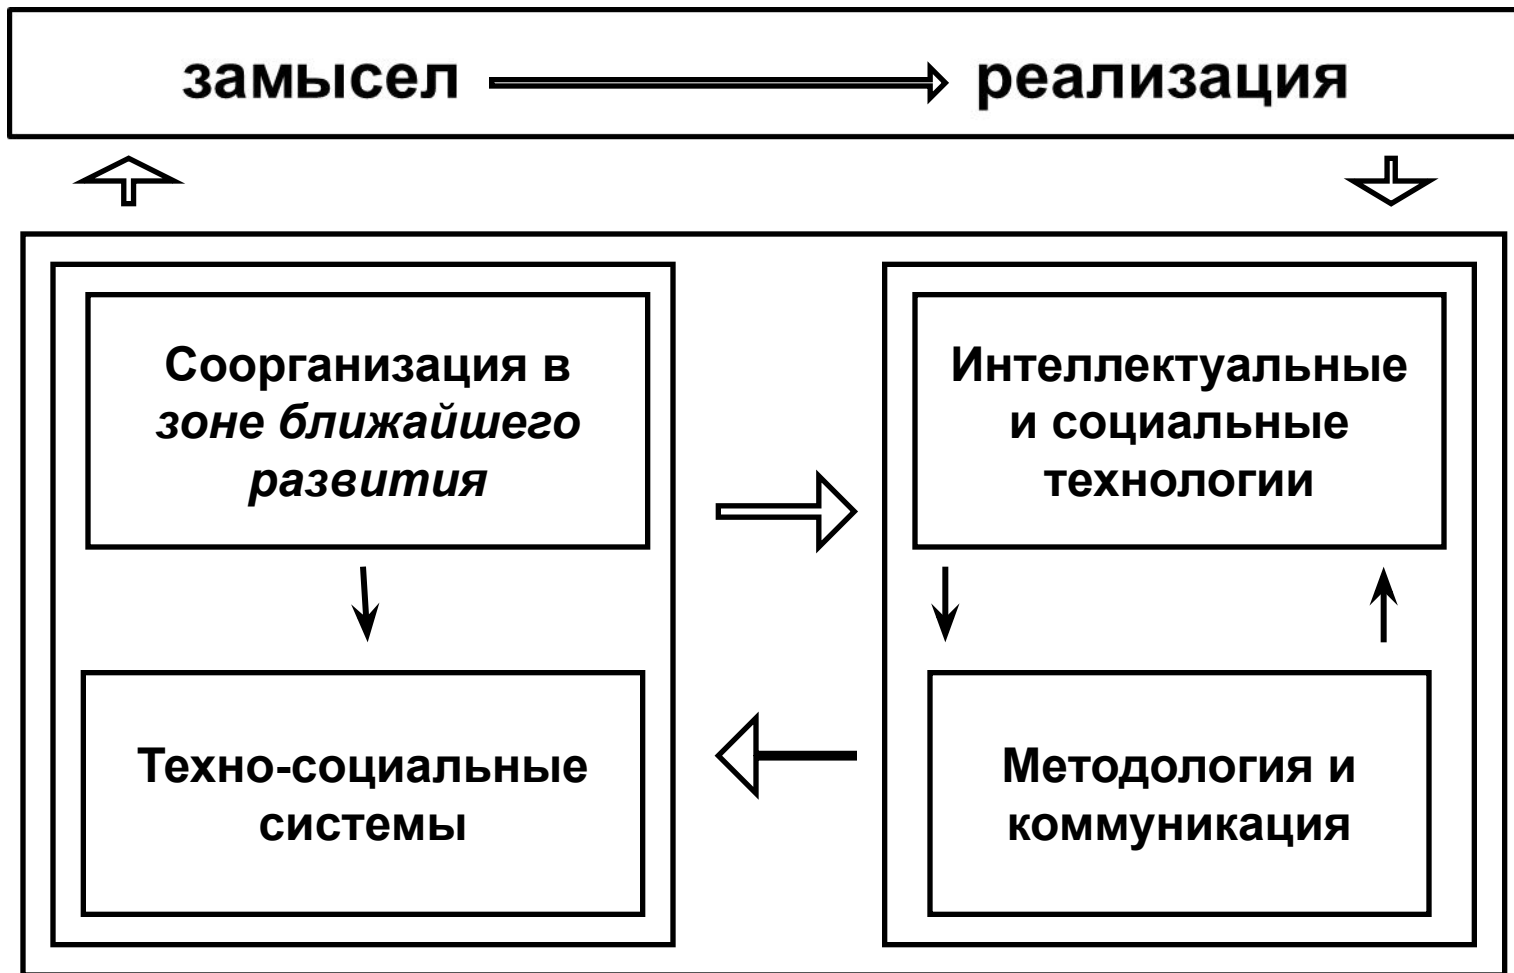 замысел реализация
Соорганизация в
зоне ближайшего
развития
Интеллектуальные
и социальные
технологии
Техно-социальные
системы
Методология и
коммуникация